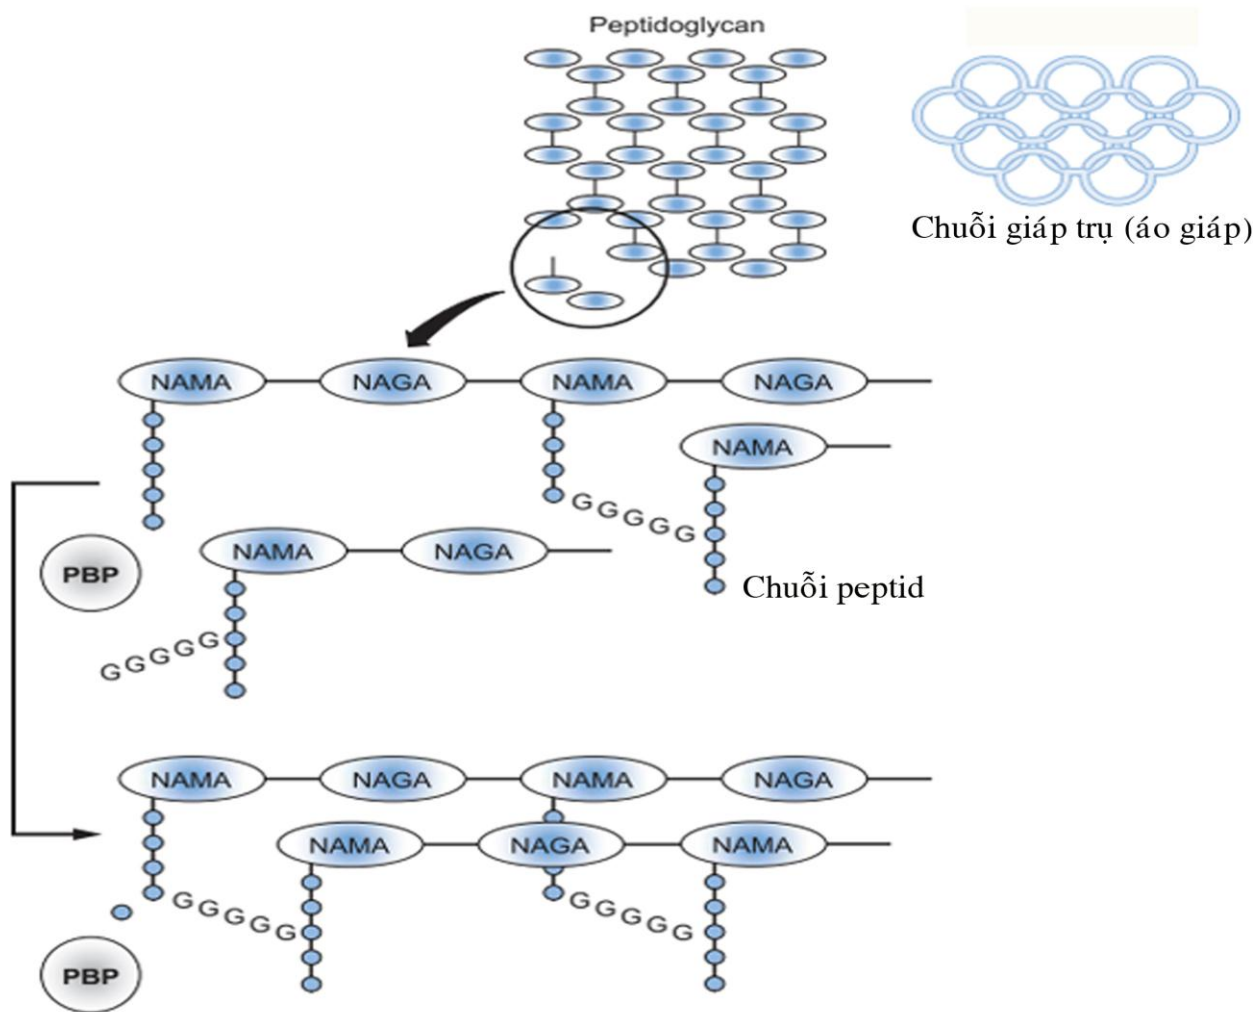 Peptidoglycan
Chuỗi giáp trụ (áo giáp)
NAMA NAGA NAMA NAGA
NAMA
GGGGG
NAMA NAGA
PBP
Chuỗi peptid
GGGGG
NAMA NAGA NAMA NAGA
NAMA NAGA NAMA
GGGGG GGGGG
PBP